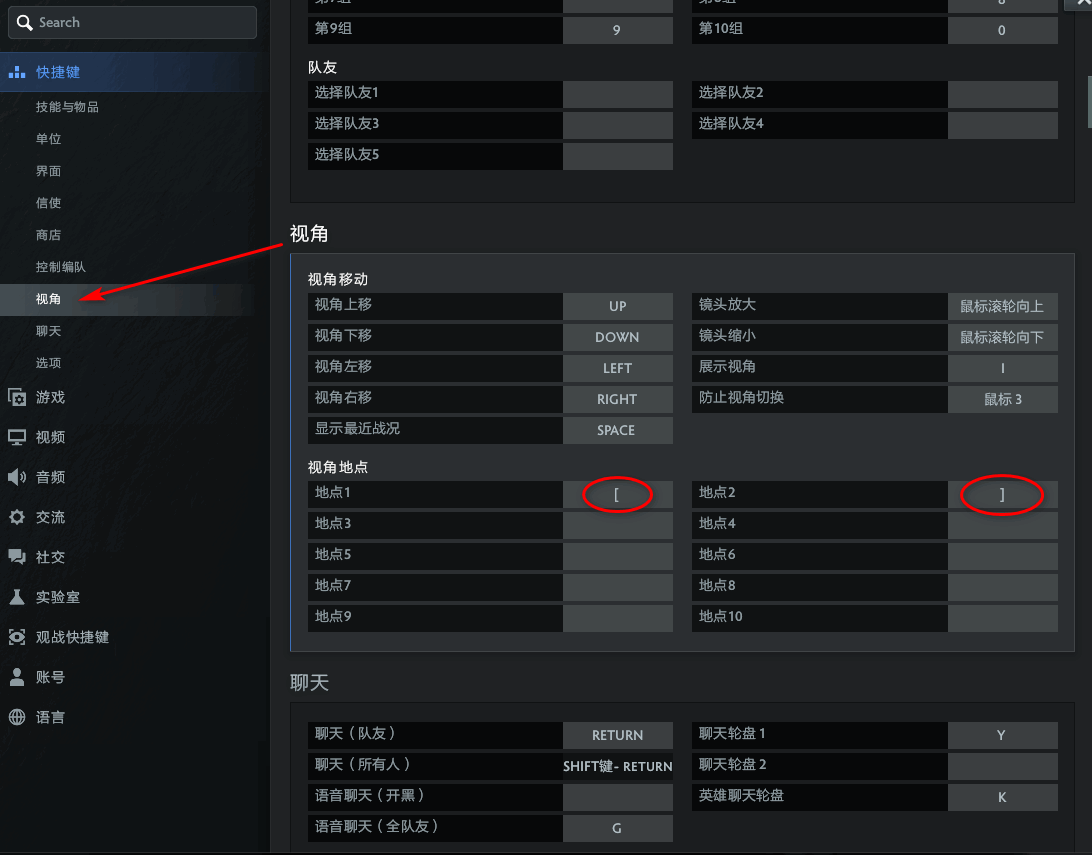 Search
快捷键
技能与物品
单位
界面
信使
商店
控制编队
视角
聊天
选项
游戏
视频
音频
交流
社交
实验室
观战快捷键
账号
语言
第9组 9 第10组 0
队友
选择队友1 选择队友2
选择队友3 选择队友4
选择队友5
视角
视角移动
视角上移 UP 镜头放大 鼠标滚轮向上
视角下移 DOWN 镜头缩小 鼠标滚轮向下
视角左移 LEFT 展示视角 I
视角右移 RIGHT 防止视角切换 鼠标 3
显示最近战况 SPACE
视角地点
地点1 [ 地点2 ]
地点3 地点4
地点5 地点6
地点7 地点8
地点9 地点10
聊天
聊天（队友） RETURN 聊天轮盘 1 Y
聊天（所有人） SHIFT键- RETURN 聊天轮盘 2
语音聊天（开黑） 英雄聊天轮盘 K
语音聊天（全队友） G